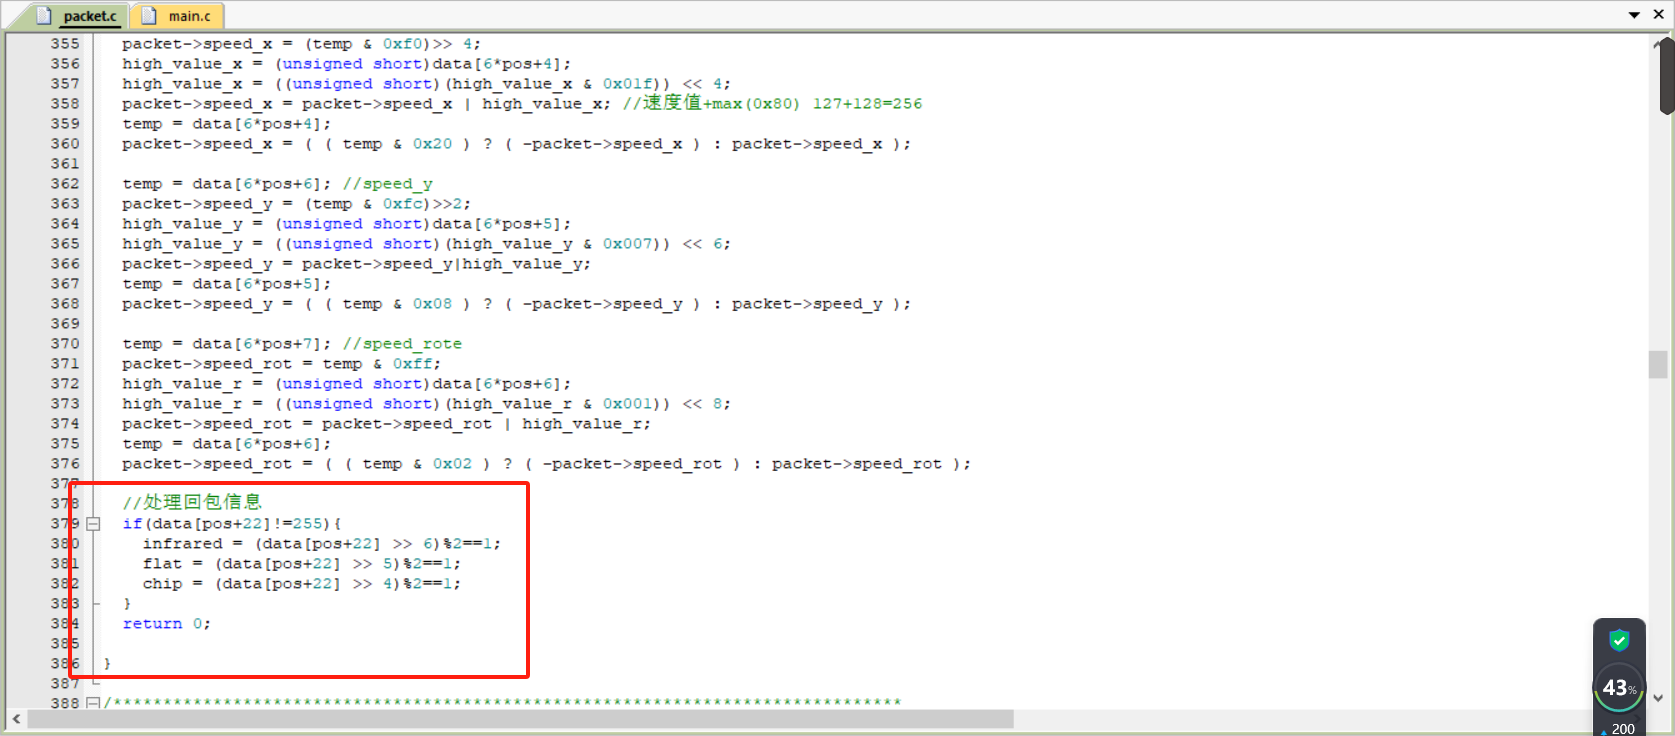 packet.c main.c
355 packet->speed_x = (temp & 0xf0)>> 4;
356 high_value_x = (unsigned short)data[6*pos+4];
357 high_value_x = ((unsigned short)(high_value_x & 0x01f)) << 4;
358 packet->speed_x = packet->speed_x | high_value_x; //速度值+max(0x80) 127+128=256
359 temp = data[6*pos+4];
360 packet->speed_x = ( ( temp & 0x20 ) ? ( -packet->speed_x ) : packet->speed_x );
361
362 temp = data[6*pos+6]; //speed_y
363 packet->speed_y = (temp & 0xfc)>>2;
364 high_value_y = (unsigned short)data[6*pos+5];
365 high_value_y = ((unsigned short)(high_value_y & 0x007)) << 6;
366 packet->speed_y = packet->speed_y|high_value_y;
367 temp = data[6*pos+5];
368 packet->speed_y = ( ( temp & 0x08 ) ? ( -packet->speed_y ) : packet->speed_y );
369
370 temp = data[6*pos+7]; //speed_rote
371 packet->speed_rot = temp & 0xff;
372 high_value_r = (unsigned short)data[6*pos+6];
373 high_value_r = ((unsigned short)(high_value_r & 0x001)) << 8;
374 packet->speed_rot = packet->speed_rot | high_value_r;
375 temp = data[6*pos+6];
376 packet->speed_rot = ( ( temp & 0x02 ) ? ( -packet->speed_rot ) : packet->speed_rot );
377
378 //处理回包信息
379 if(data[pos+22]!=255){
380 infrared = (data[pos+22] >> 6)%2==1;
381 flat = (data[pos+22] >> 5)%2==1;
382 chip = (data[pos+22] >> 4)%2==1;
383 }
384 return 0;
385
386 }
387
388 /*******************************************************************************
43%
200